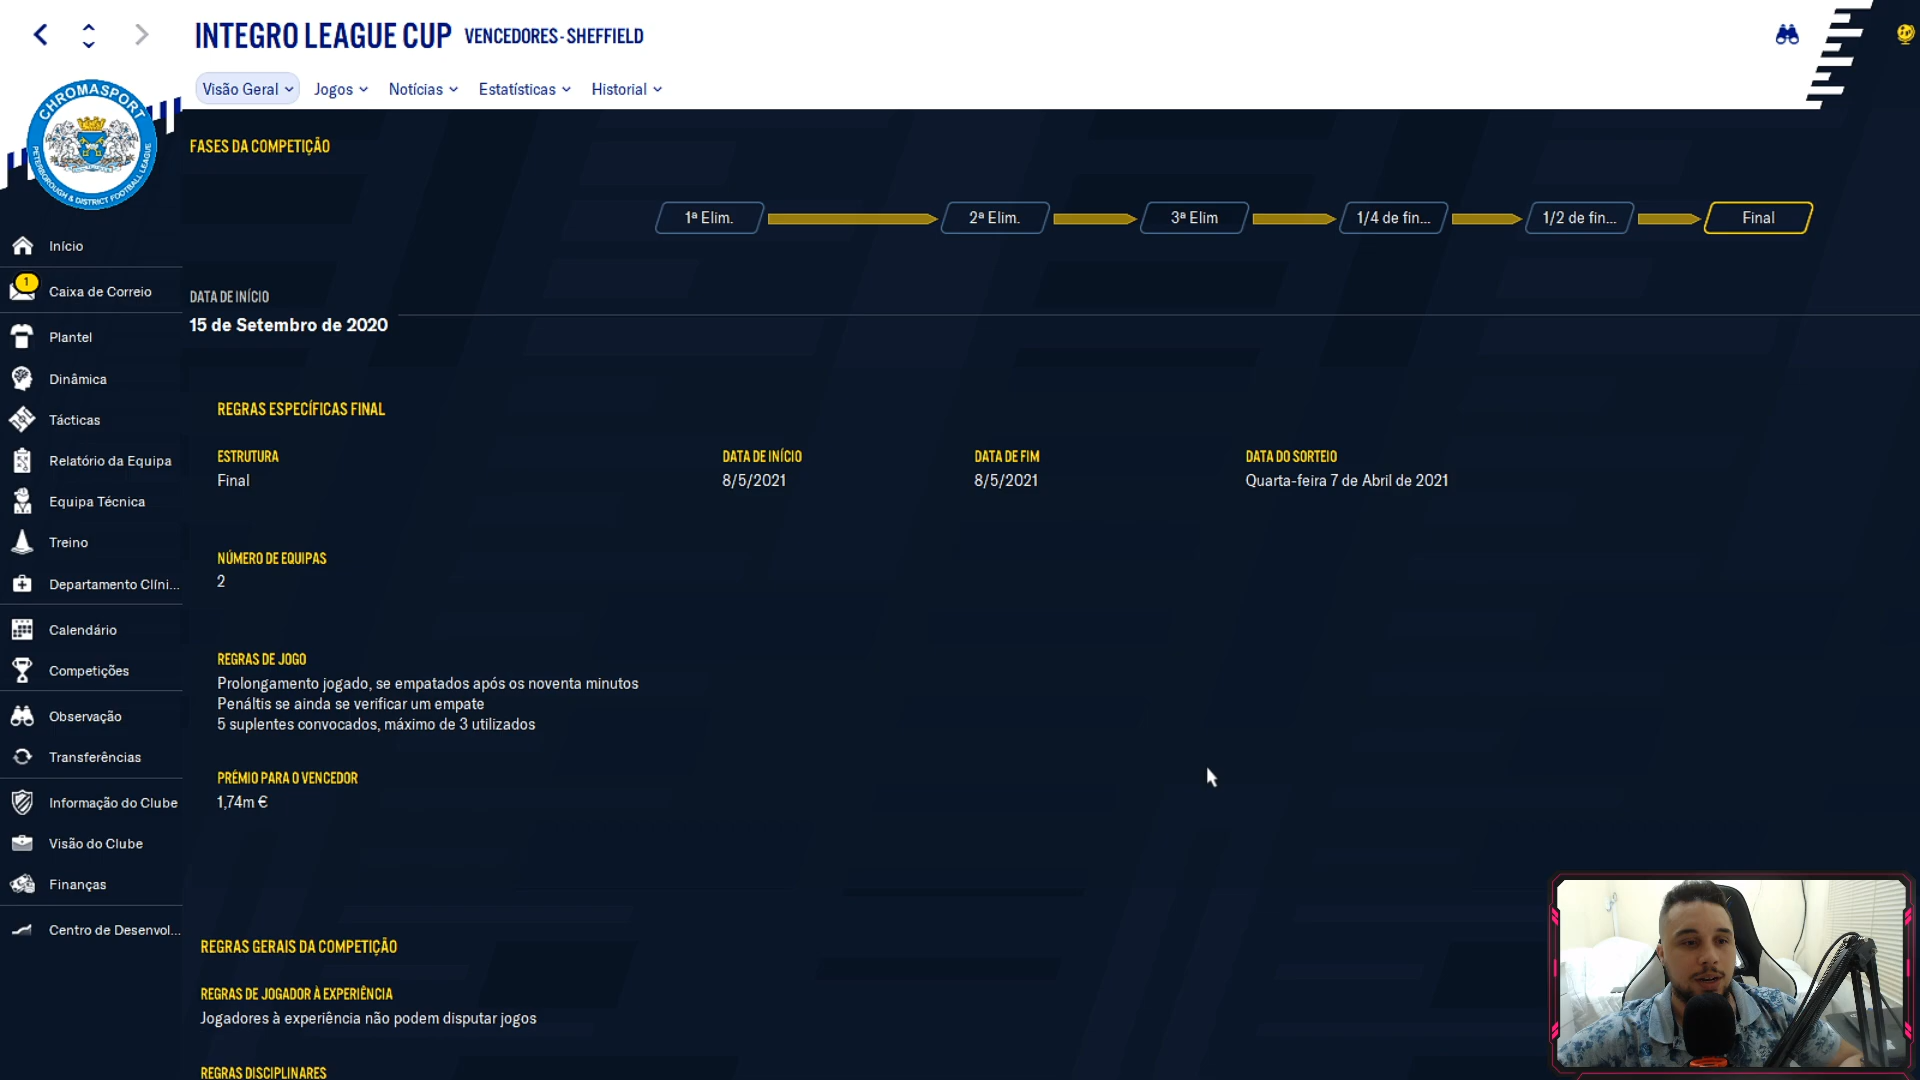 INTEGRO LEAGUE CUP VENCEDORES - SHEFFIELD
Visão Geral Jogos Notícias Estatísticas Historial
CHROMASPORT
PETERBOROUGH & DISTRICT FOOTBALL LEAGUE
FASES DA COMPETIÇÃO
1ª Elim. 2ª Elim. 3ª Elim 1/4 de fin... 1/2 de fin... Final
Início
1
Caixa de Correio
Plantel
Dinâmica
Tácticas
Relatório da Equipa
Equipa Técnica
Treino
Departamento Clíni...
Calendário
Competições
Observação
Transferências
Informação do Clube
Visão do Clube
Finanças
Centro de Desenvol...
DATA DE INÍCIO
15 de Setembro de 2020
REGRAS ESPECÍFICAS FINAL
ESTRUTURA DATA DE INÍCIO DATA DE FIM DATA DO SORTEIO
Final 8/5/2021 8/5/2021 Quarta-feira 7 de Abril de 2021
NÚMERO DE EQUIPAS
2
REGRAS DE JOGO
Prolongamento jogado, se empatados após os noventa minutos
Penáltis se ainda se verificar um empate
5 suplentes convocados, máximo de 3 utilizados
PRÉMIO PARA O VENCEDOR
1,74m €
REGRAS GERAIS DA COMPETIÇÃO
REGRAS DE JOGADOR À EXPERIÊNCIA
Jogadores à experiência não podem disputar jogos
REGRAS DISCIPLINARES